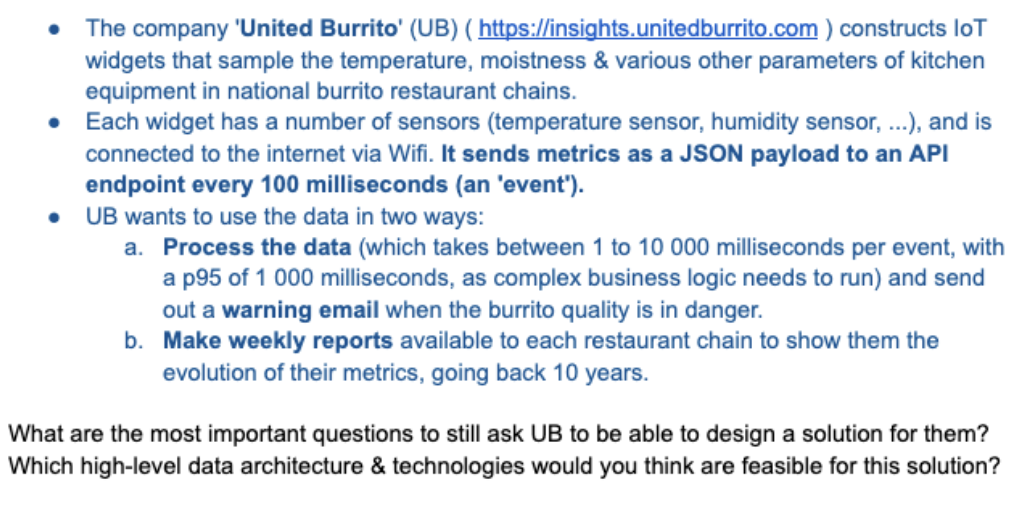 • The company 'United Burrito' (UB) ( https://insights.unitedburrito.com ) constructs IoT
widgets that sample the temperature, moistness & various other parameters of kitchen
equipment in national burrito restaurant chains.
• Each widget has a number of sensors (temperature sensor, humidity sensor, ...), and is
connected to the internet via Wifi. It sends metrics as a JSON payload to an API
endpoint every 100 milliseconds (an 'event').
• UB wants to use the data in two ways:
a. Process the data (which takes between 1 to 10 000 milliseconds per event, with
a p95 of 1 000 milliseconds, as complex business logic needs to run) and send
out a warning email when the burrito quality is in danger.
b. Make weekly reports available to each restaurant chain to show them the
evolution of their metrics, going back 10 years.
What are the most important questions to still ask UB to be able to design a solution for them?
Which high-level data architecture & technologies would you think are feasible for this solution?